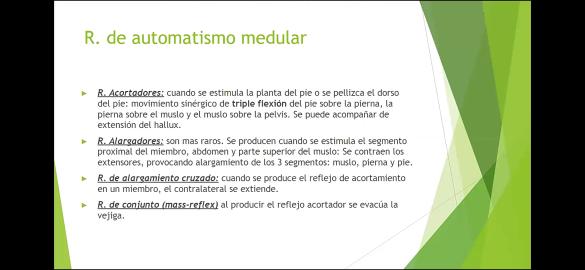 R. de automatismo medular
R. Acortadores: cuando se estimula la planta del pie o se pellizca el dorso
del pie: movimiento sinérgico de triple flexión del pie sobre la pierna, la
pierna sobre el muslo y el muslo sobre la pelvis. Se puede acompañar de
extensión del hallux.
R. Alargadores: son mas raros. Se producen cuando se estimula el segmento
proximal del miembro, abdomen y parte superior del muslo: Se contraen los
extensores, provocando alargamiento de los 3 segmentos: muslo, pierna y pie.
R. de alargamiento cruzado: cuando se produce el reflejo de acortamiento
en un miembro, el contralateral se extiende.
R. de conjunto (mass-reflex) al producir el reflejo acortador se evacúa la
vejiga.